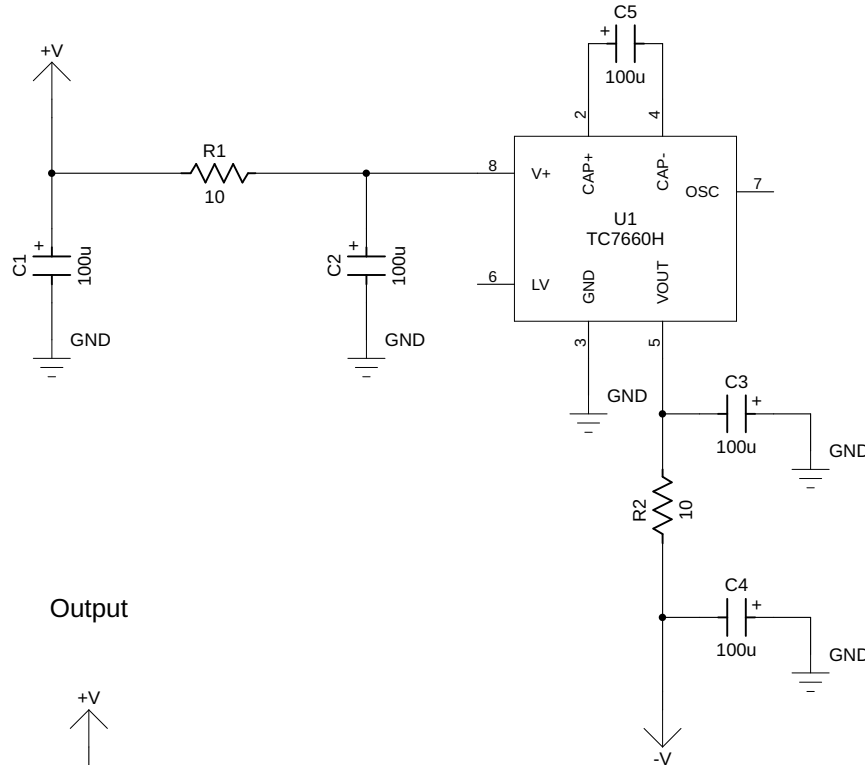 C5
+
100u
+V
2
4
R1
10
8
V+
CAP+
CAP-
OSC
7
U1
TC7660H
C1
+
100u
C2
+
100u
6
LV
GND
VOUT
GND
GND
3
5
GND
C3
+
100u
GND
R2
10
Output
C4
+
100u
GND
+V
-V